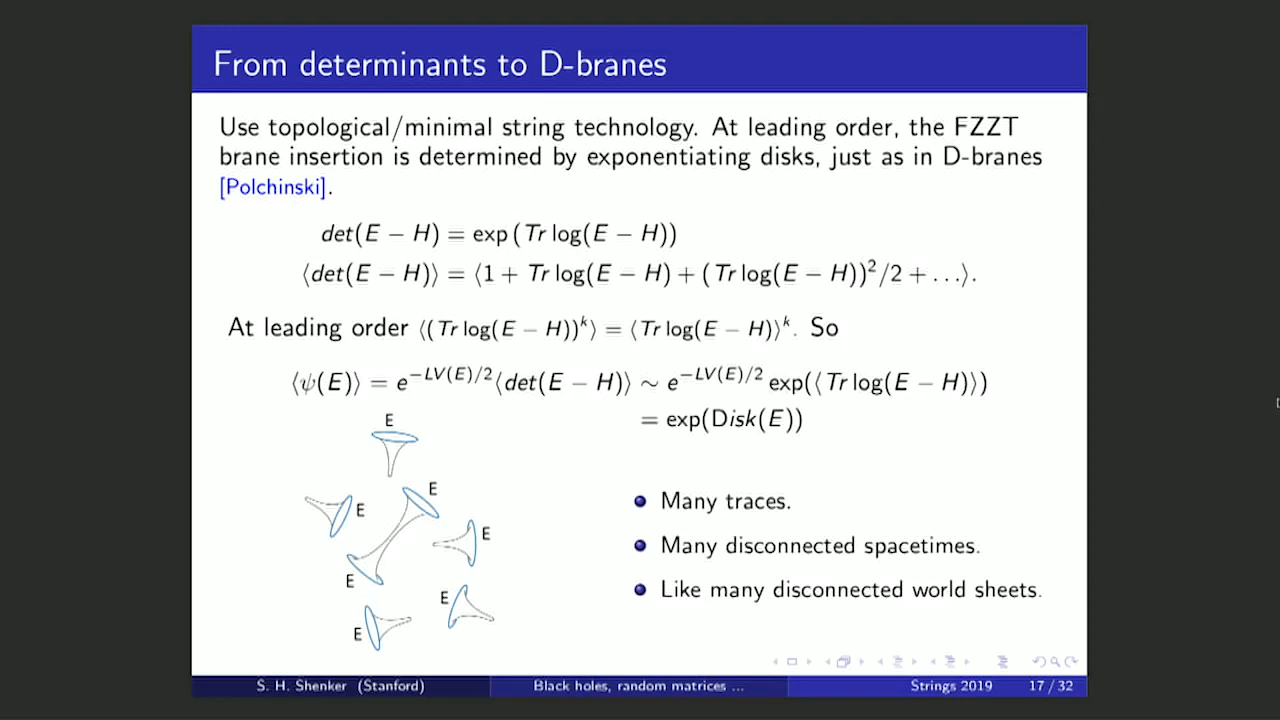 From determinants to D-branes
Use topological/minimal string technology. At leading order, the FZZT
brane insertion is determined by exponentiating disks, just as in D-branes
[Polchinski].
det(E − H) = exp (Tr log(E − H))
⟨det(E − H)⟩ = ⟨1 + Tr log(E − H) + (Tr log(E − H))²/2 + ...⟩.
At leading order ⟨(Tr log(E − H))^k⟩ = ⟨Tr log(E − H)⟩^k. So
⟨ψ(E)⟩ = e^{−LV(E)/2}⟨det(E − H)⟩ ∼ e^{−LV(E)/2} exp(⟨Tr log(E − H)⟩)
= exp(Disk(E))
E
E
E
E
E
E
E
Many traces.
Many disconnected spacetimes.
Like many disconnected world sheets.
S. H. Shenker (Stanford)
Black holes, random matrices ...
Strings 2019
17 / 32